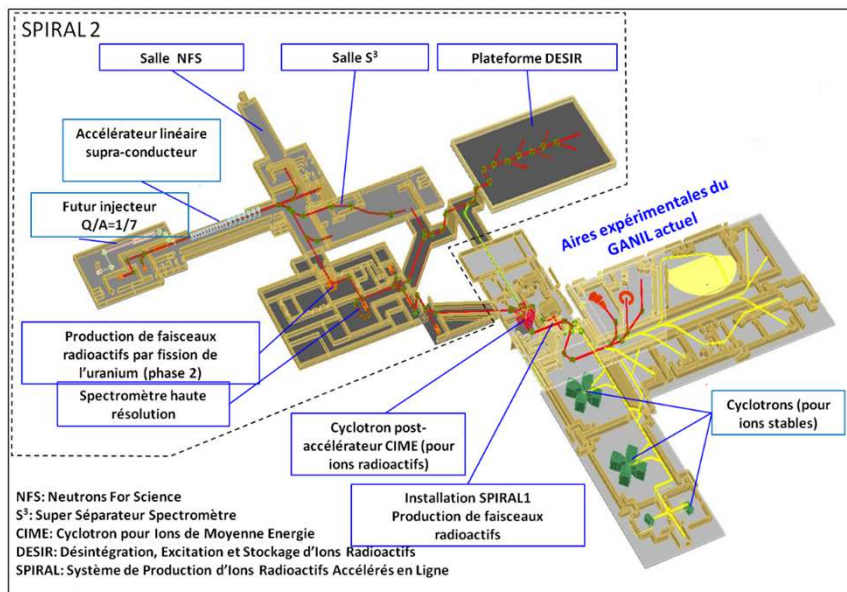 SPIRAL 2
Salle NFS
Salle S³
Plateforme DESIR
Accélérateur linéaire
supra-conducteur
Futur injecteur
Q/A=1/7
Aires expérimentales du
GANIL actuel
Production de faisceaux
radioactifs par fission de
l'uranium (phase 2)
Spectromètre haute
résolution
Cyclotron post-
accélérateur CIME (pour
ions radioactifs)
Cyclotrons (pour
ions stables)
Installation SPIRAL1
Production de faisceaux
radioactifs
NFS: Neutrons For Science
S³: Super Séparateur Spectromètre
CIME: Cyclotron pour Ions de Moyenne Energie
DESIR: Désintégration, Excitation et Stockage d'Ions Radioactifs
SPIRAL: Système de Production d'Ions Radioactifs Accélérés en Ligne